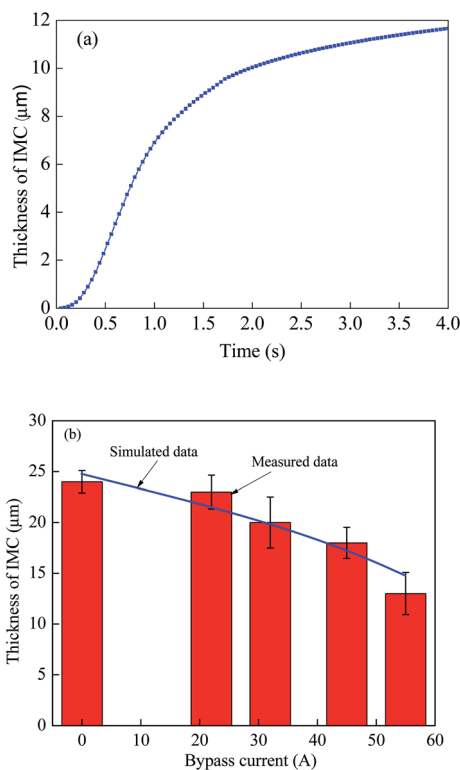 (a)
12
10
8
6
4
2
0
Thickness of IMC (μm)
0 0.5 1.0 1.5 2.0 2.5 3.0 3.5 4.0
Time (s)
(b)
Simulated data
Measured data
30
25
20
15
10
5
0
Thickness of IMC (μm)
0 10 20 30 40 50 60
Bypass current (A)